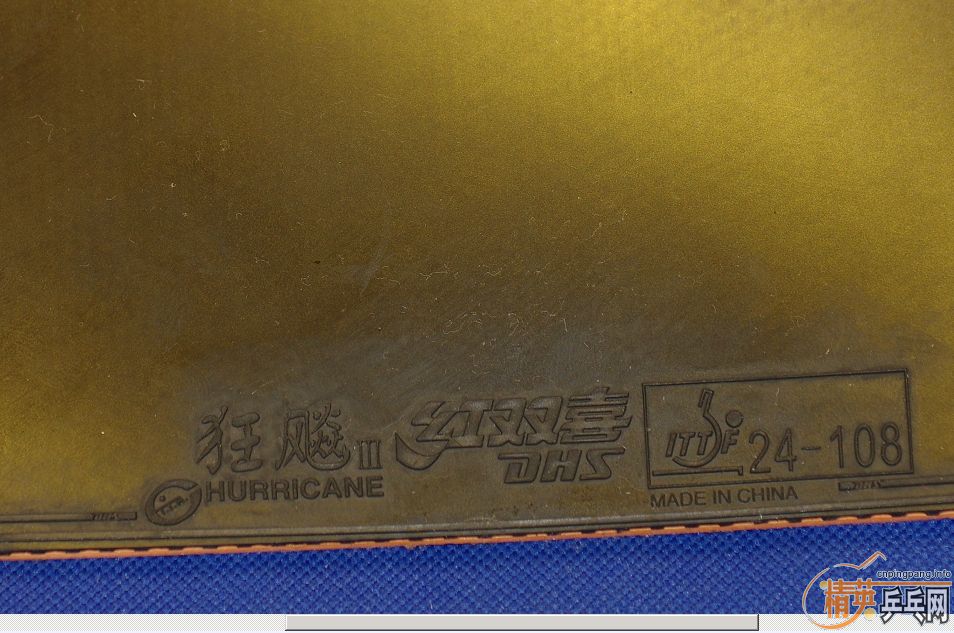 狂飚III
HURRICANE
红双喜
DHS
ITTF 24-108
MADE IN CHINA
cnpingpang.info
精英乒乓网